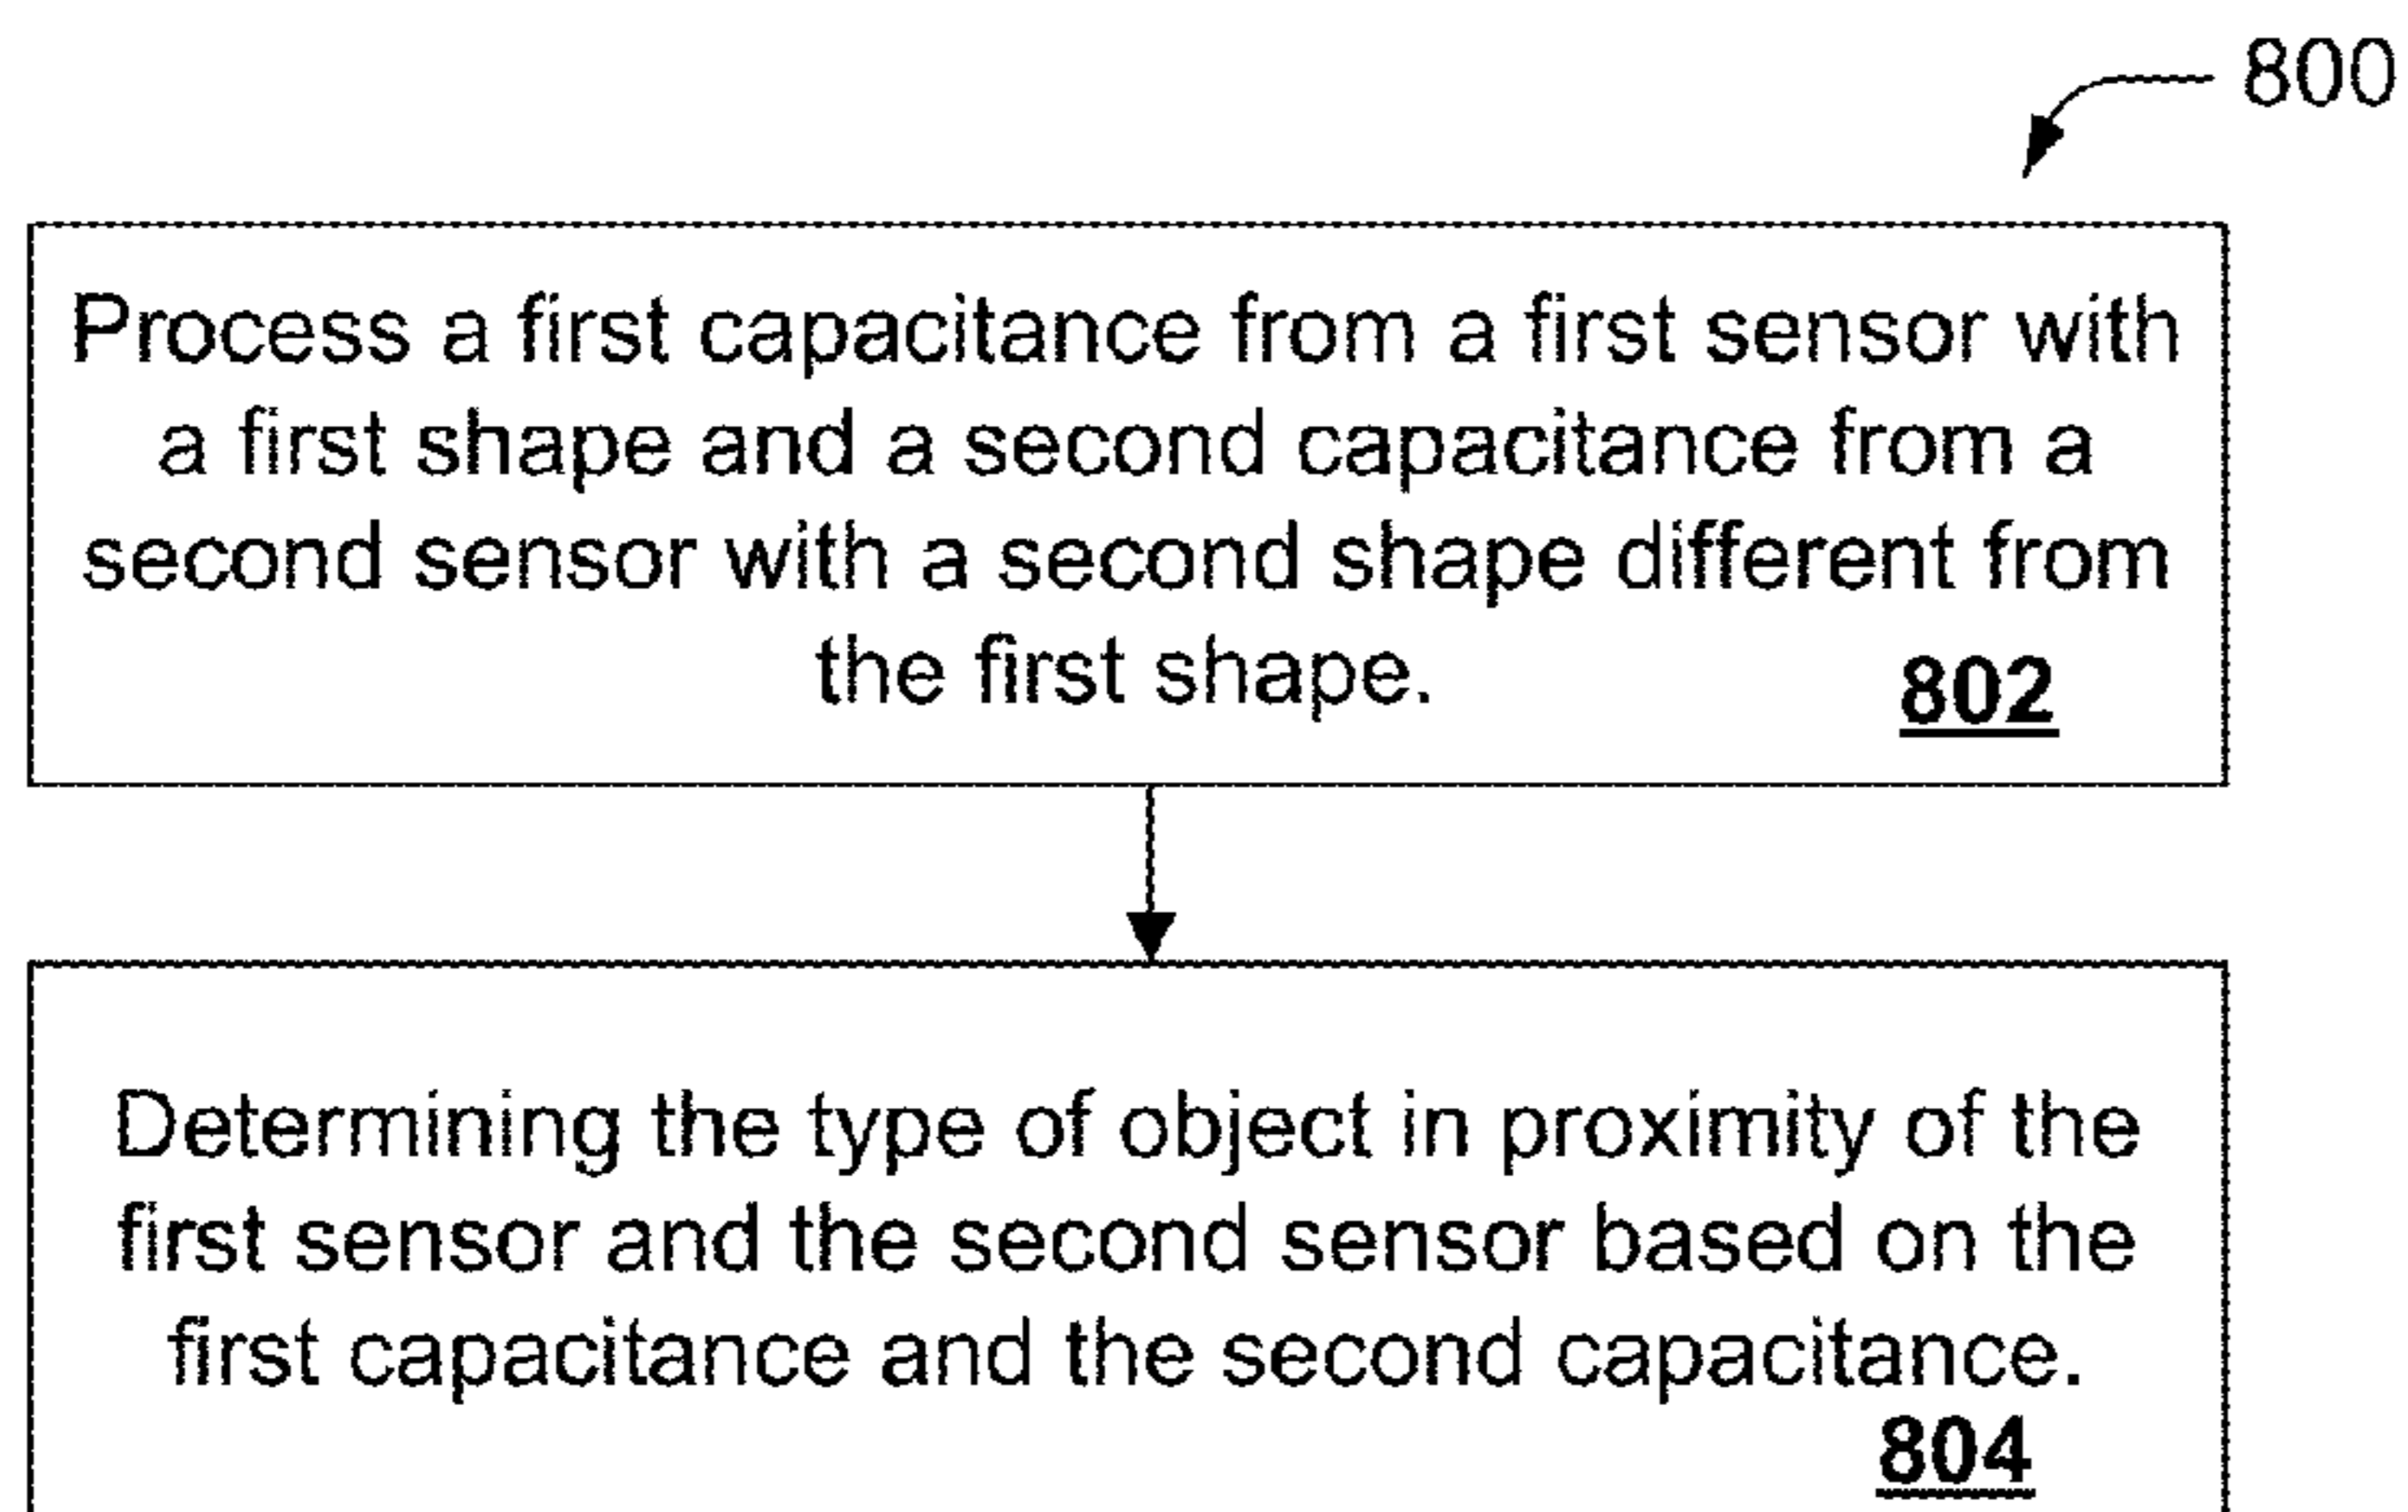 800
Process a first capacitance from a first sensor with
a first shape and a second capacitance from a
second sensor with a second shape different from
the first shape.
802
Determining the type of object in proximity of the
first sensor and the second sensor based on the
first capacitance and the second capacitance.
804